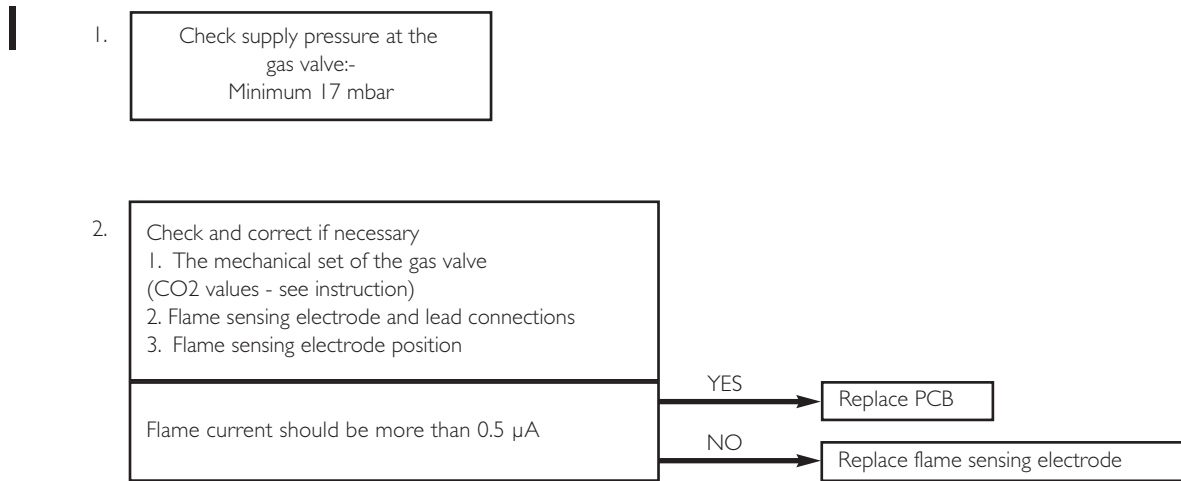 I
1.
Check supply pressure at the
gas valve:-
Minimum 17 mbar
2.
Check and correct if necessary
1. The mechanical set of the gas valve
(CO2 values - see instruction)
2. Flame sensing electrode and lead connections
3. Flame sensing electrode position
Flame current should be more than 0.5 µA
YES
Replace PCB
NO
Replace flame sensing electrode